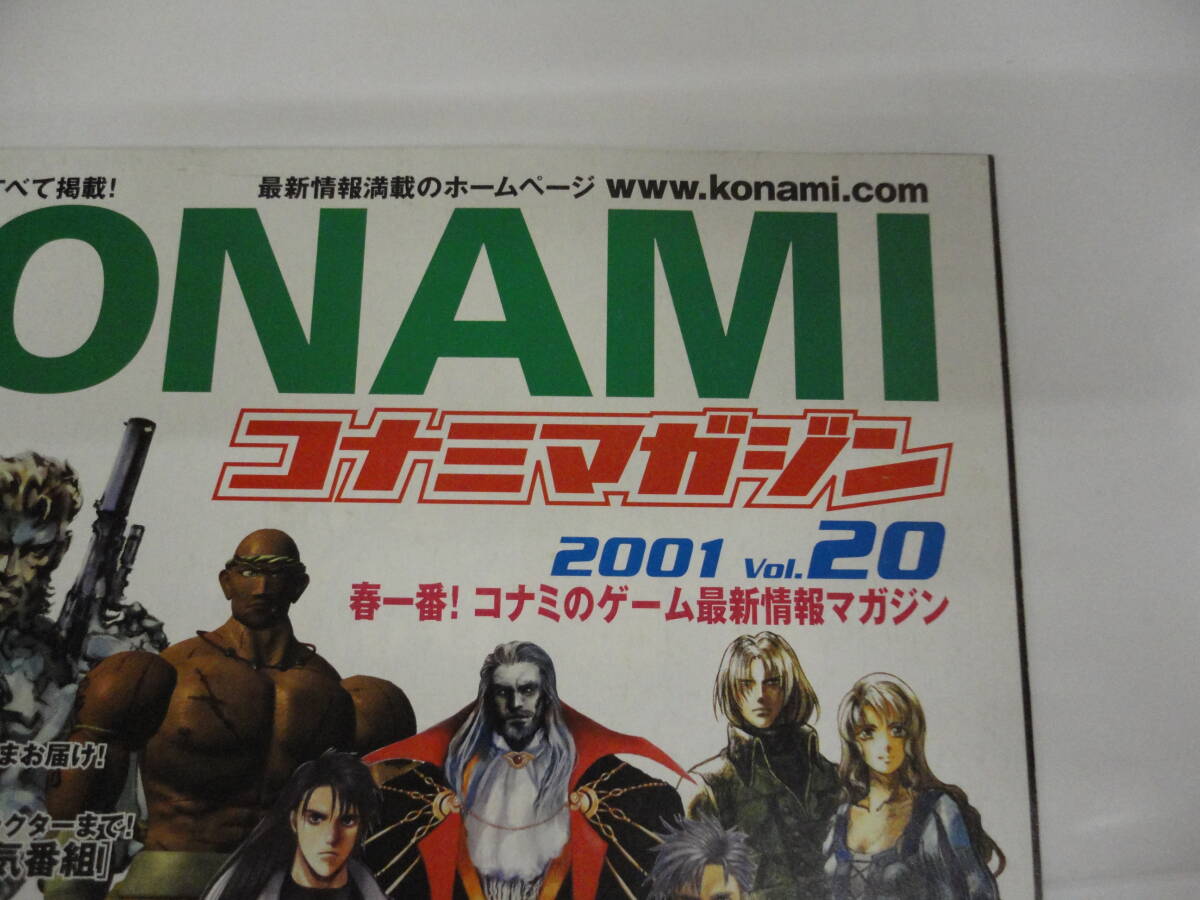 すべて掲載! 最新情報満載のホームページ www.konami.com
ONAMI
コナミマガジン
2001 Vol.20
春一番! コナミのゲーム最新情報マガジン
まお届け!
クターまで!
気番組」